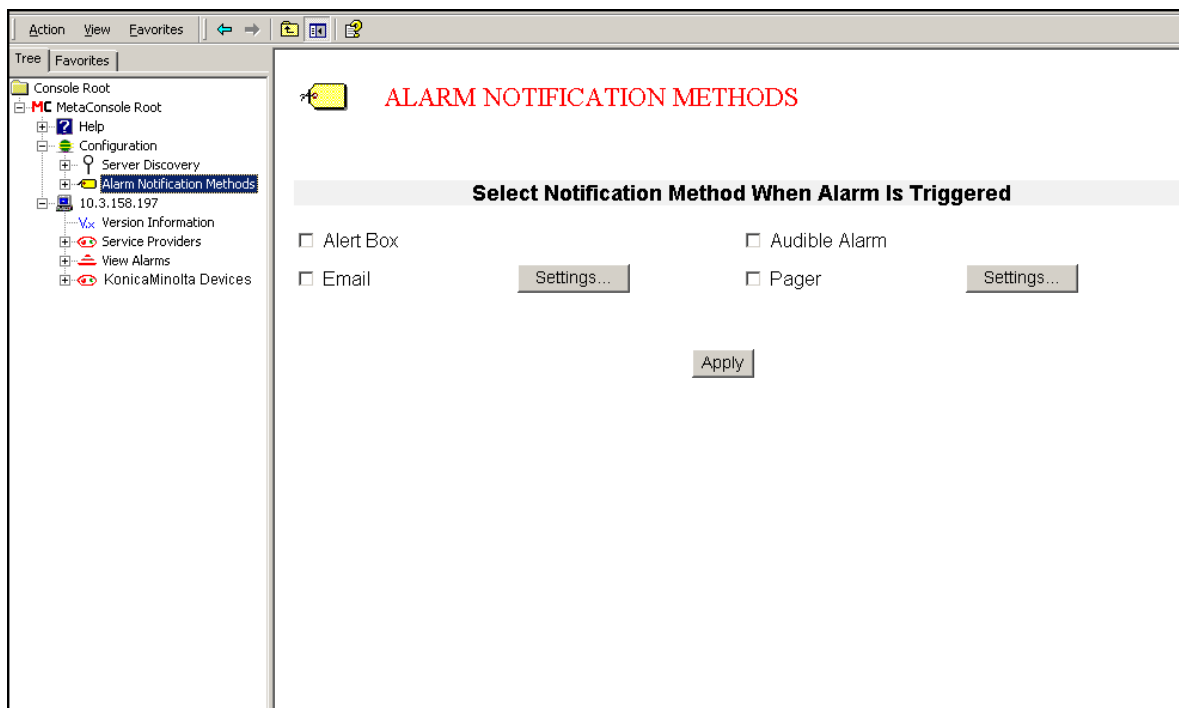 Action View Favorites
Tree Favorites
Console Root
MC MetaConsole Root
? Help
Configuration
Server Discovery
Alarm Notification Methods
10.3.158.197
Vx Version Information
Service Providers
View Alarms
KonicaMinolta Devices
ALARM NOTIFICATION METHODS
Select Notification Method When Alarm Is Triggered
Alert Box
Audible Alarm
Email Settings...
Pager Settings...
Apply